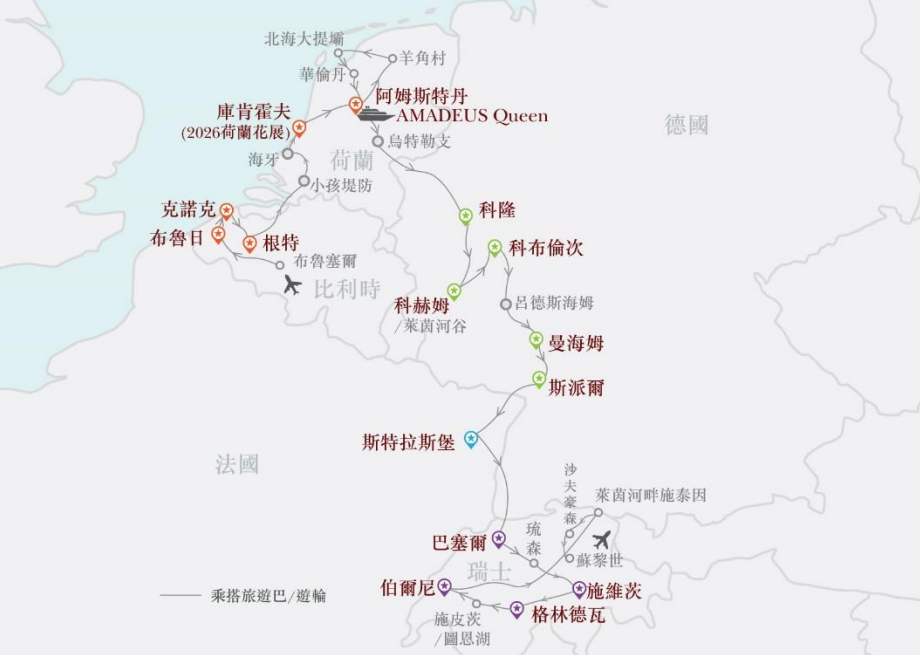 北海大提壩
羊角村
華倫丹
阿姆斯特丹
AMADEUS Queen
庫肯霍夫
(2026荷蘭花展)
德國
烏特勒支
海牙
荷蘭
小孩堤防
克諾克
科隆
布魯日
根特
科布倫次
布魯塞爾
比利時
科赫姆
/萊茵河谷
呂德斯海姆
曼海姆
斯派爾
斯特拉斯堡
法國
沙夫豪森
萊茵河畔施泰因
巴塞爾
琉森
蘇黎世
瑞士
伯爾尼
施維茨
乘搭旅遊巴/遊輪
格林德瓦
施皮茨
/圖恩湖